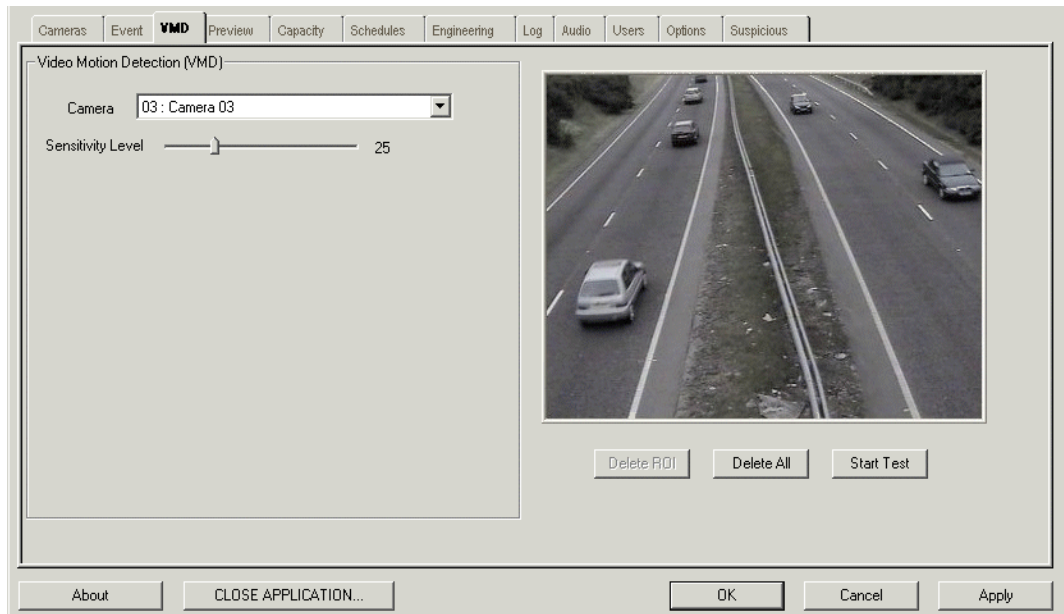 Cameras Event VMD Preview Capacity Schedules Engineering Log Audio Users Options Suspicious
Video Motion Detection (VMD)
Camera 03 : Camera 03
Sensitivity Level 25
Delete ROI Delete All Start Test
About CLOSE APPLICATION... OK Cancel Apply